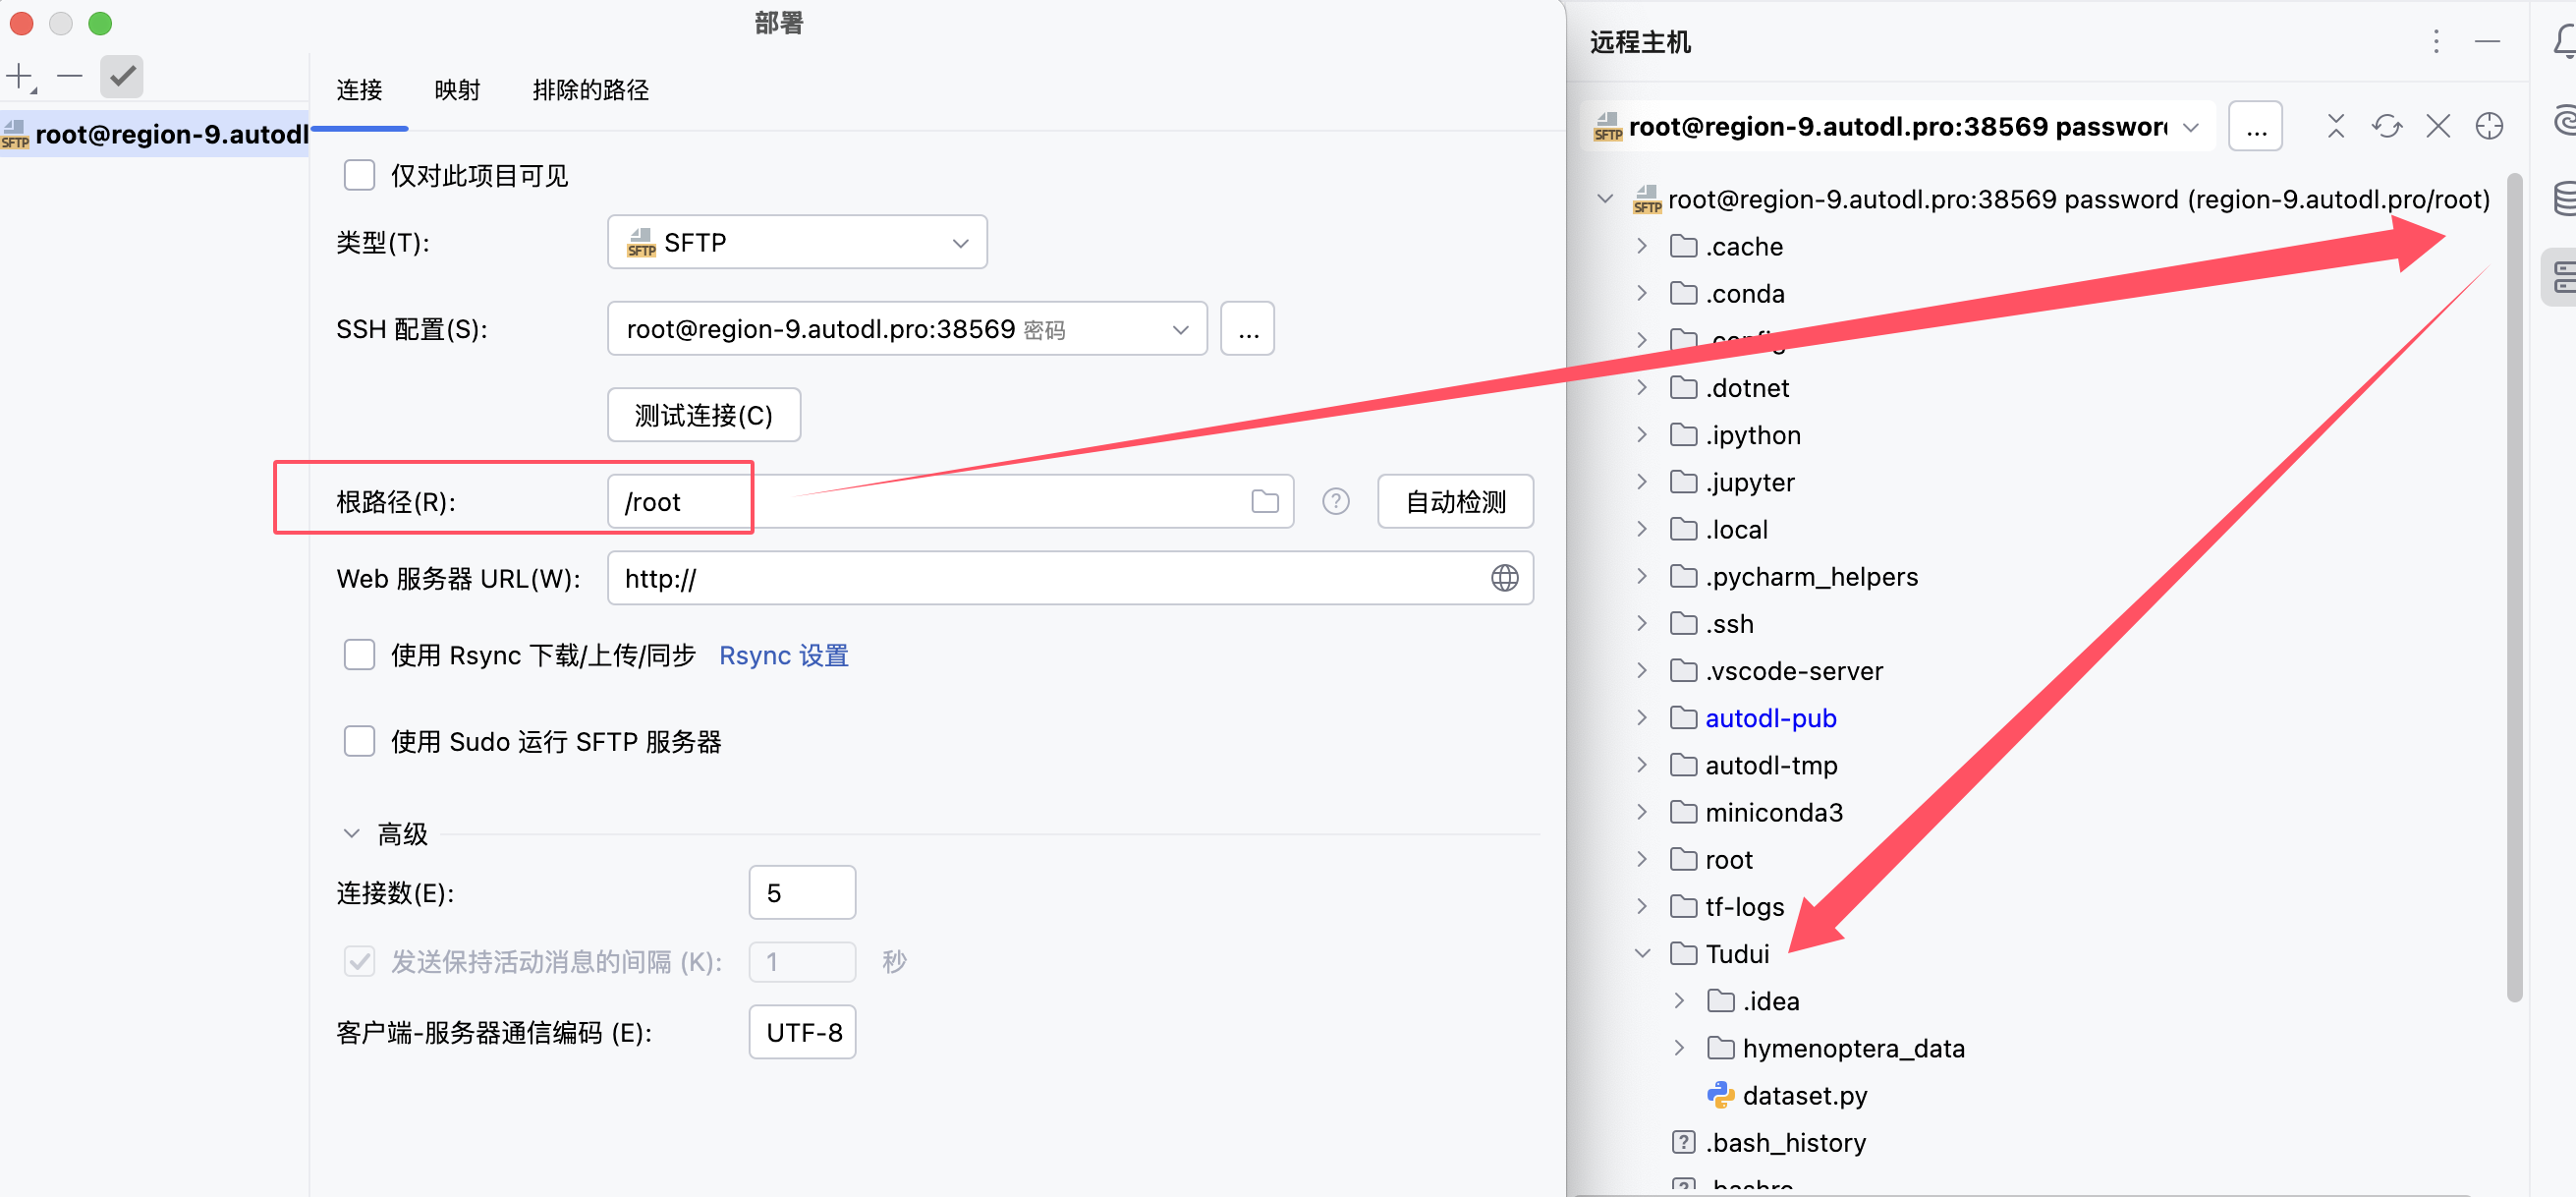 部署
连接 映射 排除的路径
root@region-9.autodl
仅对此项目可见
类型(T): SFTP
SSH 配置(S): root@region-9.autodl.pro:38569 密码 ...
测试连接(C)
根路径(R): /root 自动检测
Web 服务器 URL(W): http://
使用 Rsync 下载/上传/同步 Rsync 设置
使用 Sudo 运行 SFTP 服务器
高级
连接数(E): 5
发送保持活动消息的间隔 (K): 1 秒
客户端-服务器通信编码 (E): UTF-8
远程主机
root@region-9.autodl.pro:38569 passwor ...
root@region-9.autodl.pro:38569 password (region-9.autodl.pro/root)
.cache
.conda
.config
.dotnet
.ipython
.jupyter
.local
.pycharm_helpers
.ssh
.vscode-server
autodl-pub
autodl-tmp
miniconda3
root
tf-logs
Tudui
.idea
hymenoptera_data
dataset.py
.bash_history
.bashrc